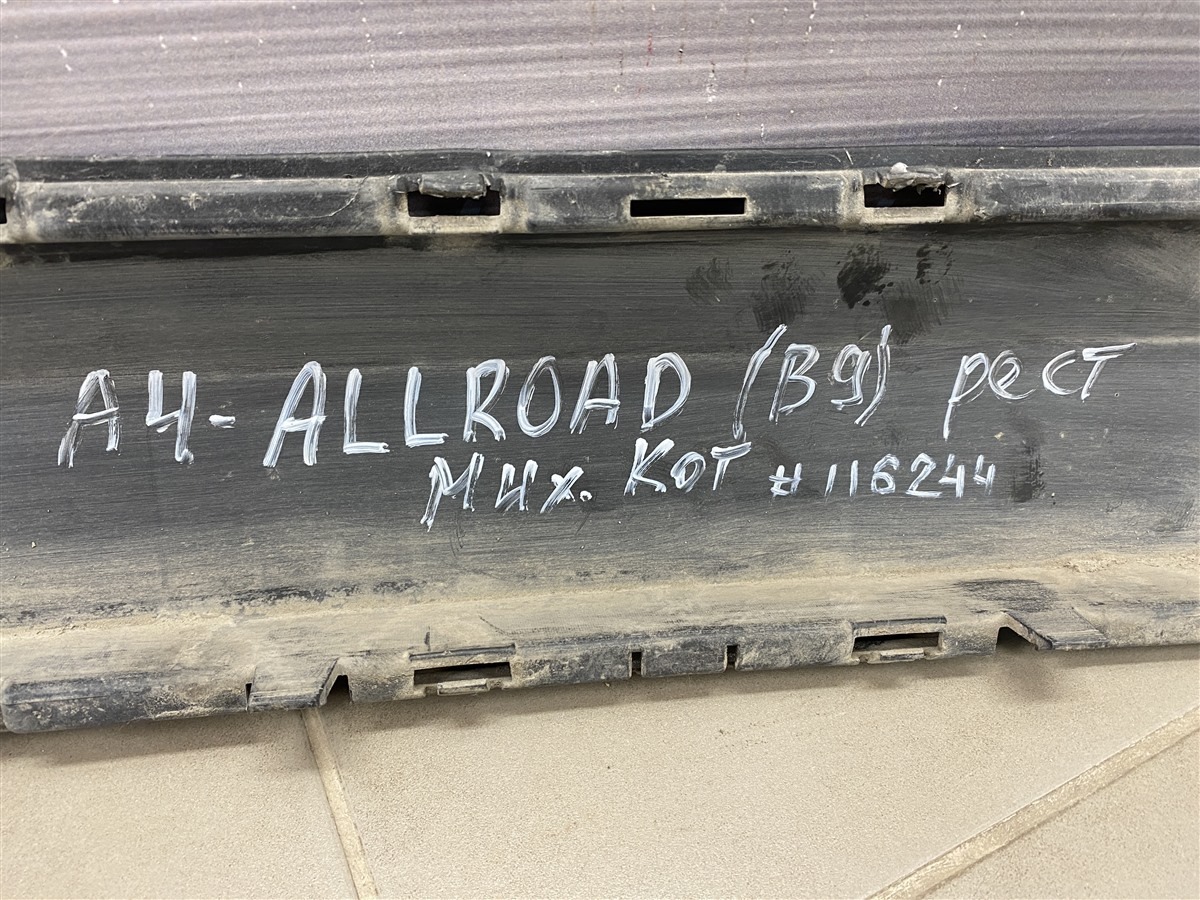 A4-ALLROAD (B9) рест
Мих. Кот #116244